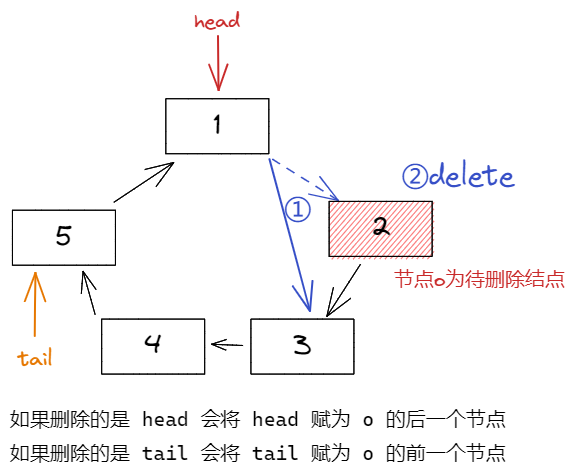 head
1
②delete
①
2
5
节点o为待删除结点
4
3
tail
如果删除的是 head 会将 head 赋为 o 的后一个节点
如果删除的是 tail 会将 tail 赋为 o 的前一个节点